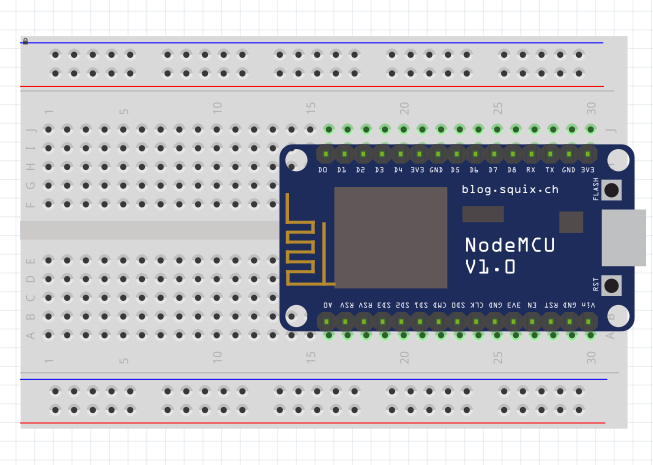 1 5 10 15 20 25 30
J J
I
H
G
F
D0 D1 D2 D3 D4 3V3 GND D5 D6 D7 D8 RX TX GND 3V3
blog.squix.ch
FLASH
NodeMCU
V1.0
RST
E
D
C
B
A A
A0 RSV RSV SD3 SD2 SD1 CMD SD0 CLK GND 3V3 EN RST GND Vin
1 5 10 15 20 25 30